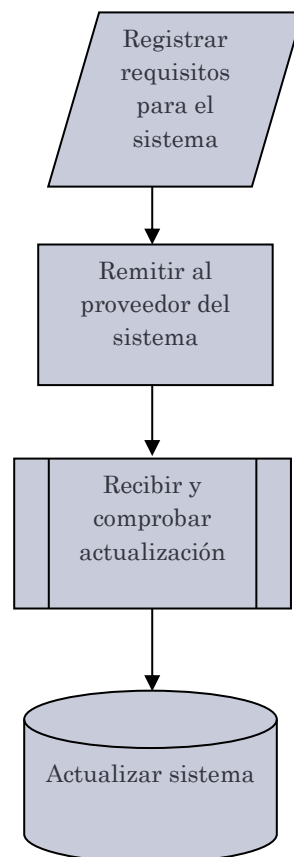 Registrar
requisitos
para el
sistema
Remitir al
proveedor del
sistema
Recibir y
comprobar
actualización
Actualizar sistema